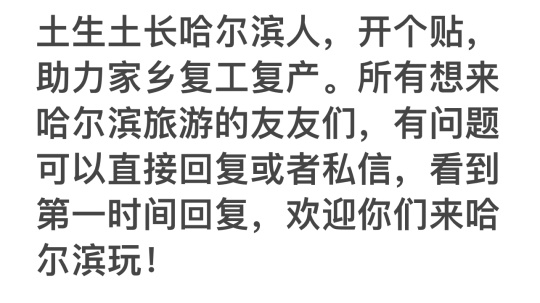 土生土长哈尔滨人，开个贴，
助力家乡复工复产。所有想来
哈尔滨旅游的友友们，有问题
可以直接回复或者私信，看到
第一时间回复，欢迎你们来哈
尔滨玩！